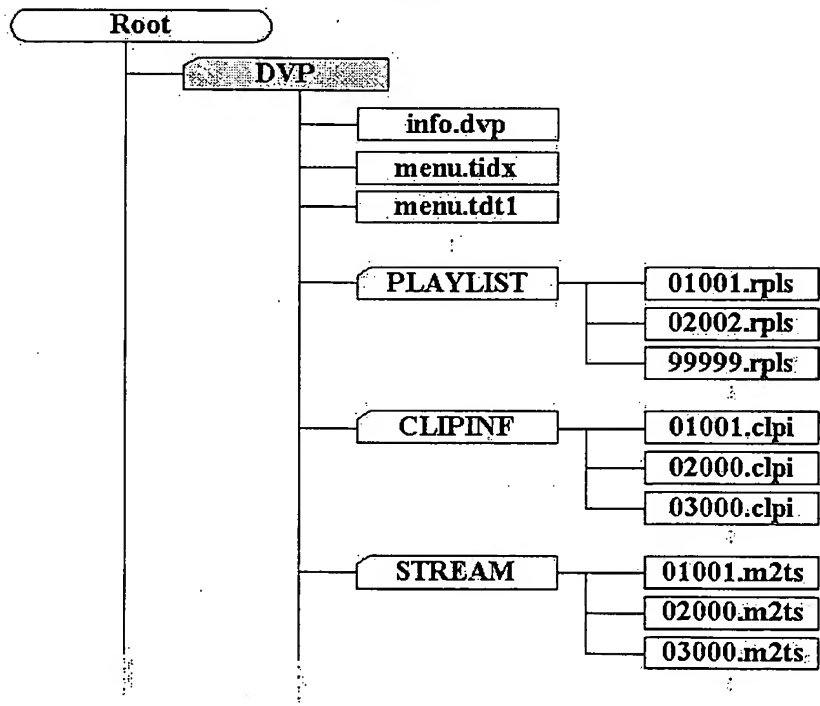 Root
DVP
info.dvp
menu.tidx
menu.tdt1
PLAYLIST
01001.rpls
02002.rpls
99999.rpls
CLIPINF
01001.clpi
02000.clpi
03000.clpi
STREAM
01001.m2ts
02000.m2ts
03000.m2ts